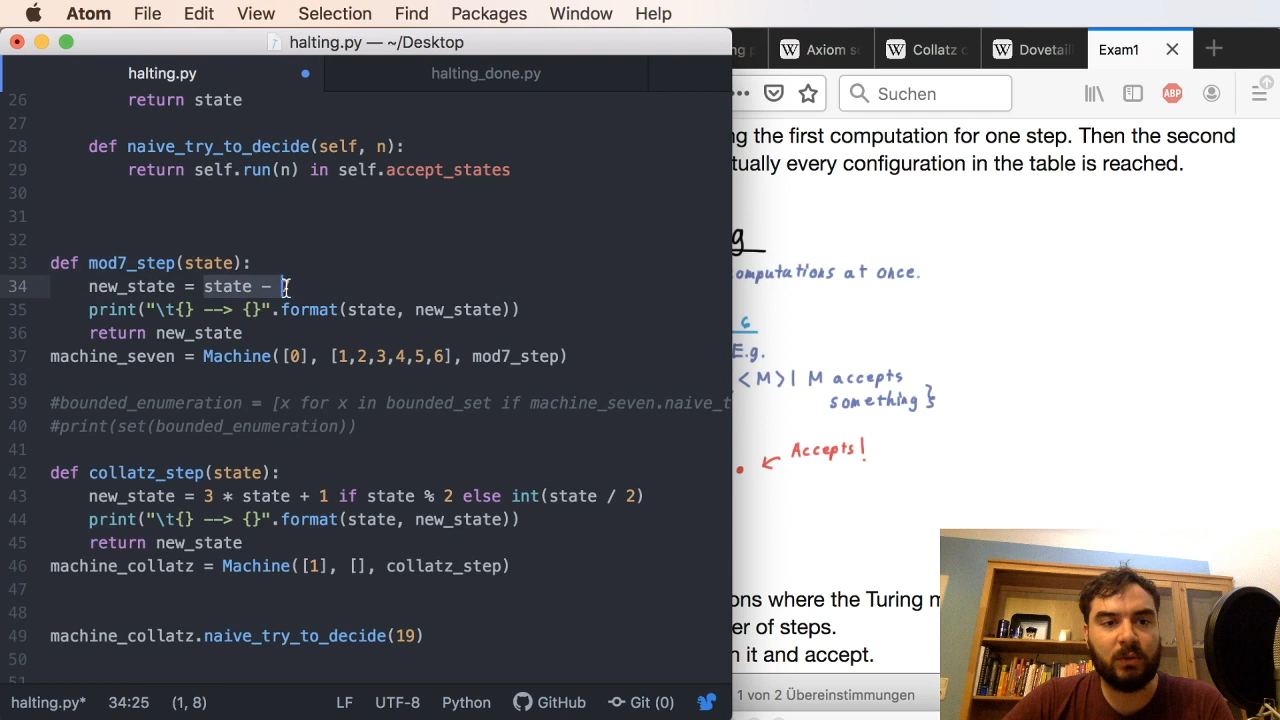 Atom File Edit View Selection Find Packages Window Help
halting.py — ~/Desktop
halting.py halting_done.py
26 return state
27
28 def naive_try_to_decide(self, n):
29 return self.run(n) in self.accept_states
30
31
32
33 def mod7_step(state):
34 new_state = state -
35 print("\t{} --> {}".format(state, new_state))
36 return new_state
37 machine_seven = Machine([0], [1,2,3,4,5,6], mod7_step)
38
39 #bounded_enumeration = [x for x in bounded_set if machine_seven.naive_t
40 #print(set(bounded_enumeration))
41
42 def collatz_step(state):
43 new_state = 3 * state + 1 if state % 2 else int(state / 2)
44 print("\t{} --> {}".format(state, new_state))
45 return new_state
46 machine_collatz = Machine([1], [], collatz_step)
47
48
49 machine_collatz.naive_try_to_decide(19)
50
halting.py* 34:25 (1, 8) LF UTF-8 Python GitHub Git (0)
Axiom Collatz Dovetail Exam1
Suchen
ABP
ng the first computation for one step. Then the second
tually every configuration in the table is reached.
g
omputations at once.
6
E.g.
<M>| M accepts
something }
Accepts!
ons where the Turing m
er of steps.
n it and accept.
1 von 2 Übereinstimmungen